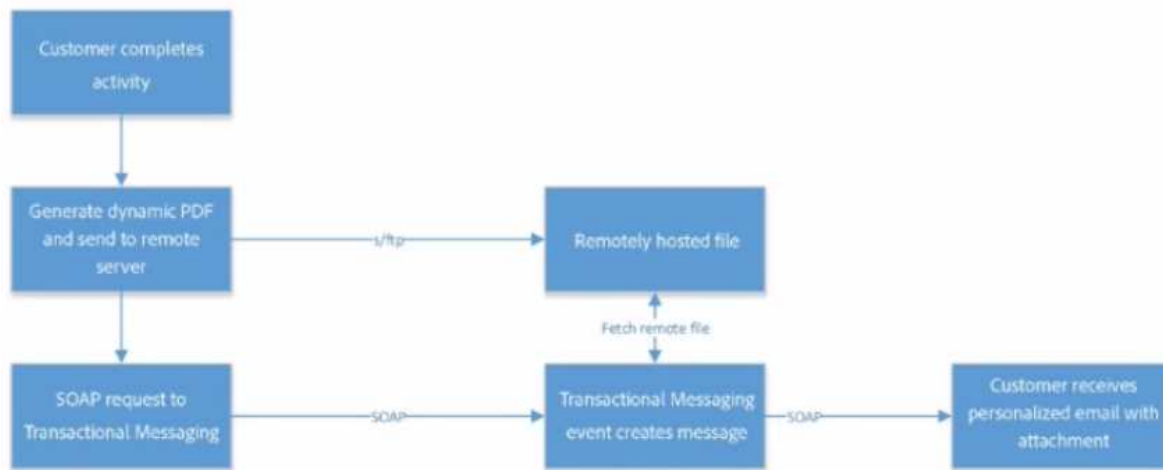 Customer completes
activity
Generate dynamic PDF
and send to remote
server
s/ftp
Remotely hosted file
Fetch remote file
SOAP request to
Transactional Messaging
SOAP
Transactional Messaging
event creates message
SOAP
Customer receives
personalized email with
attachment